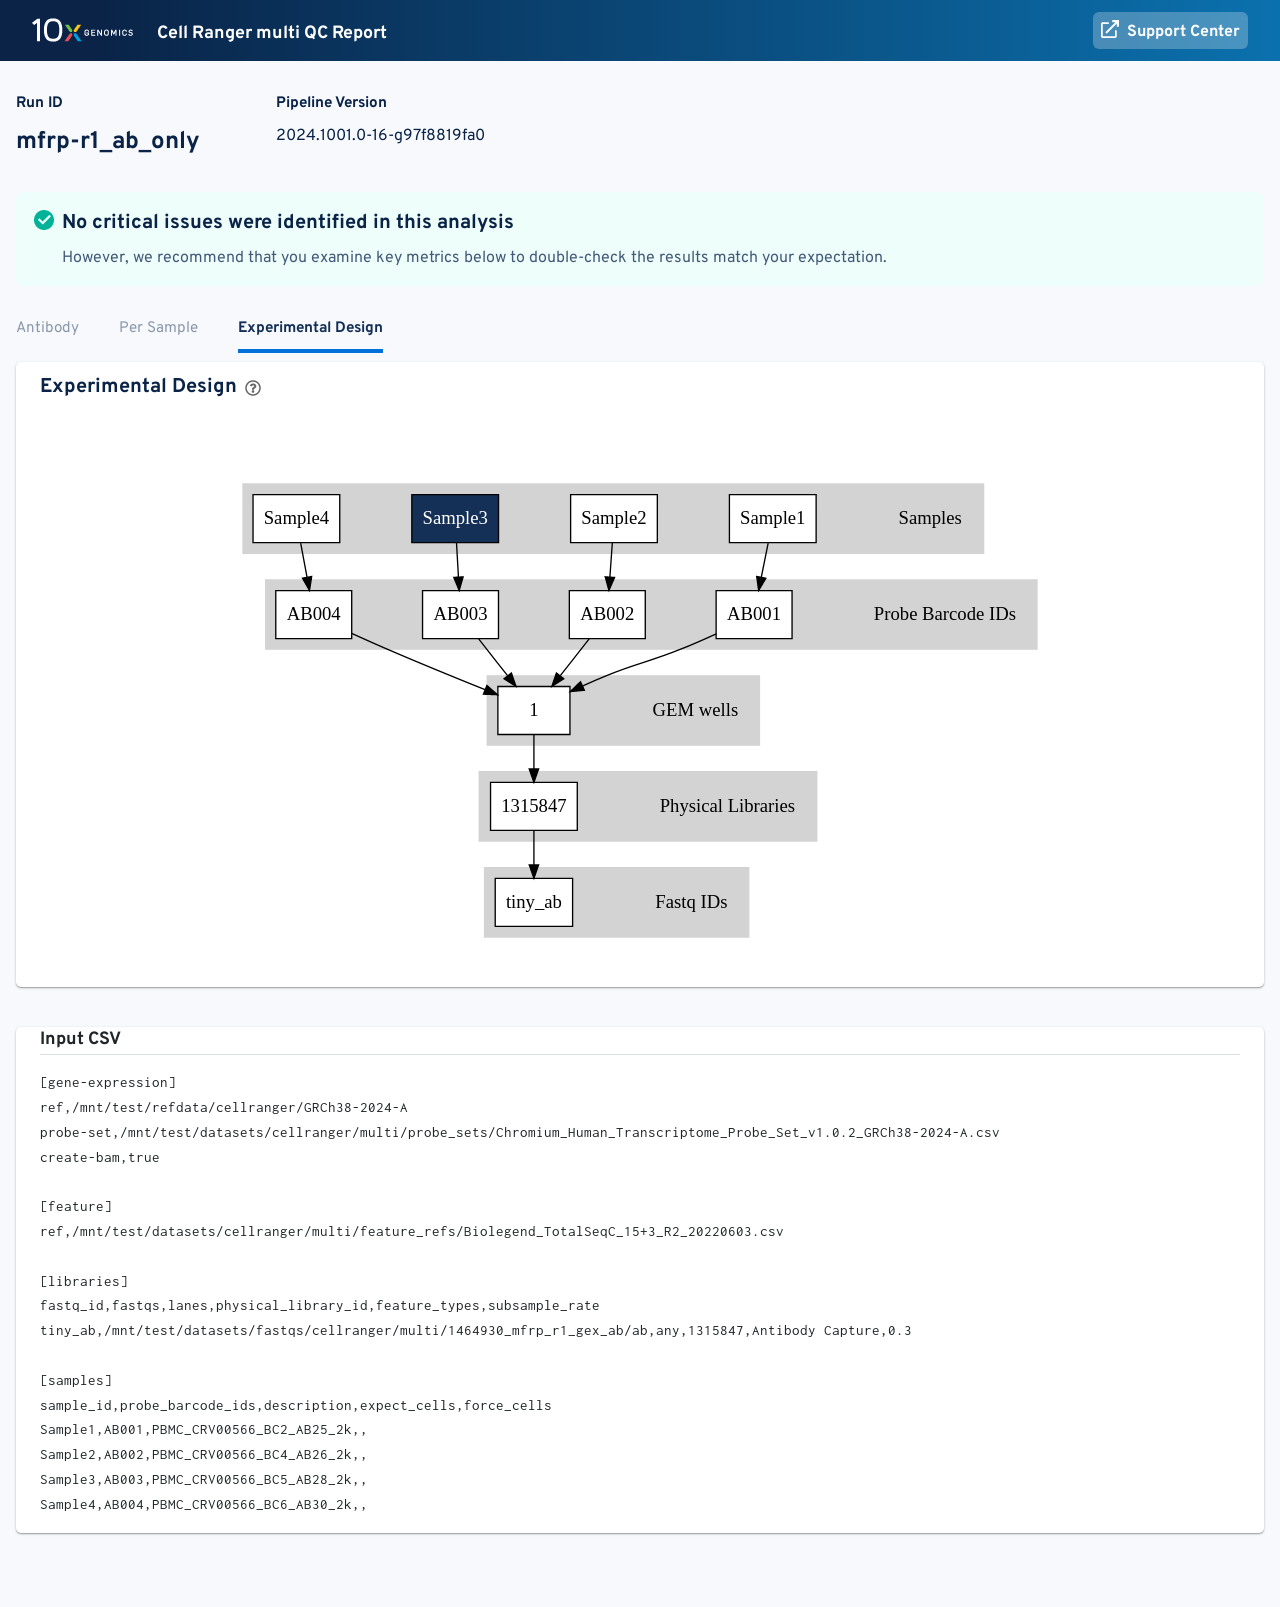 10X GENOMICS Cell Ranger multi QC Report Support Center
Run ID Pipeline Version
mfrp-r1_ab_only 2024.1001.0-16-g97f8819fa0
No critical issues were identified in this analysis
However, we recommend that you examine key metrics below to double-check the results match your expectation.
Antibody Per Sample Experimental Design
Experimental Design ?
Sample4 Sample3 Sample2 Sample1 Samples
AB004 AB003 AB002 AB001 Probe Barcode IDs
1 GEM wells
1315847 Physical Libraries
tiny_ab Fastq IDs
Input CSV
[gene-expression]
ref,/mnt/test/refdata/cellranger/GRCh38-2024-A
probe-set,/mnt/test/datasets/cellranger/multi/probe_sets/Chromium_Human_Transcriptome_Probe_Set_v1.0.2_GRCh38-2024-A.csv
create-bam,true
[feature]
ref,/mnt/test/datasets/cellranger/multi/feature_refs/Biolegend_TotalSeqC_15+3_R2_20220603.csv
[libraries]
fastq_id,fastqs,lanes,physical_library_id,feature_types,subsample_rate
tiny_ab,/mnt/test/datasets/fastqs/cellranger/multi/1464930_mfrp_r1_gex_ab/ab,any,1315847,Antibody Capture,0.3
[samples]
sample_id,probe_barcode_ids,description,expect_cells,force_cells
Sample1,AB001,PBMC_CRV00566_BC2_AB25_2k,,
Sample2,AB002,PBMC_CRV00566_BC4_AB26_2k,,
Sample3,AB003,PBMC_CRV00566_BC5_AB28_2k,,
Sample4,AB004,PBMC_CRV00566_BC6_AB30_2k,,